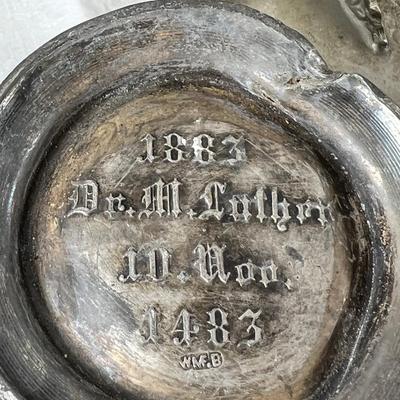 1883
Dr. M. Luther
10. Nov.
1483
WMFB